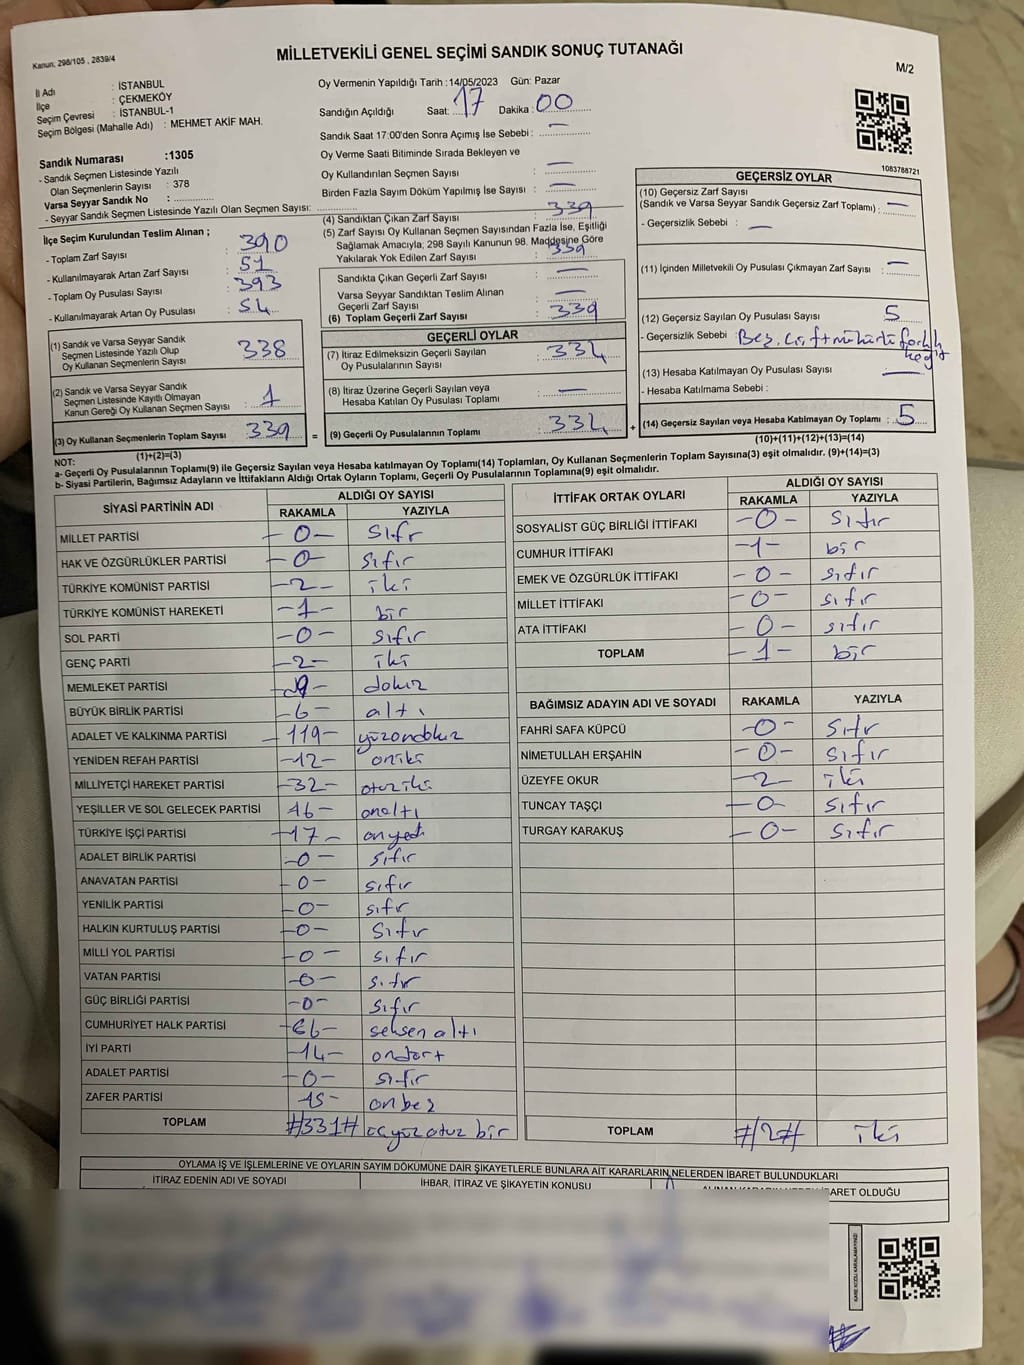 Kanun, 298/105 , 2839/4
MİLLETVEKİLİ GENEL SEÇİMİ SANDIK SONUÇ TUTANAĞI
M/2
İl Adı : İSTANBUL
İlçe : ÇEKMEKÖY
Seçim Çevresi : İSTANBUL-1
Seçim Bölgesi (Mahalle Adı) : MEHMET AKİF MAH.
Oy Vermenin Yapıldığı Tarih :14/05/2023 Gün: Pazar
Sandığın Açıldığı Saat: 17 Dakika : 00
Sandık Saat 17:00'den Sonra Açımış İse Sebebi : —
Oy Verme Saati Bitiminde Sırada Bekleyen ve
Oy Kullandırılan Seçmen Sayısı : —
Birden Fazla Sayım Döküm Yapılmış İse Sayısı : —
1083788721
Sandık Numarası :1305
- Sandık Seçmen Listesinde Yazılı
Olan Seçmenlerin Sayısı : 378
Varsa Seyyar Sandık No :
- Seyyar Sandık Seçmen Listesinde Yazılı Olan Seçmen Sayısı:
İlçe Seçim Kurulundan Teslim Alınan ;
- Toplam Zarf Sayısı : 390
- Kullanılmayarak Artan Zarf Sayısı : 51
- Toplam Oy Pusulası Sayısı : 393
- Kullanılmayarak Artan Oy Pusulası : 54
(1) Sandık ve Varsa Seyyar Sandık
Seçmen Listesinde Yazılı Olup
Oy Kullanan Seçmenlerin Sayısı : 338
(2) Sandık ve Varsa Seyyar Sandık
Seçmen Listesinde Kayıtlı Olmayan
Kanun Gereği Oy Kullanan Seçmen Sayısı : 1
(3) Oy Kullanan Seçmenlerin Toplam Sayısı : 339
(1)+(2)=(3)
(4) Sandıktan Çıkan Zarf Sayısı : 339
(5) Zarf Sayısı Oy Kullanan Seçmen Sayısından Fazla İse, Eşitliği
Sağlamak Amacıyla; 298 Sayılı Kanunun 98. Maddesine Göre
Yakılarak Yok Edilen Zarf Sayısı : 339
Sandıkta Çıkan Geçerli Zarf Sayısı : —
Varsa Seyyar Sandıktan Teslim Alınan
Geçerli Zarf Sayısı : —
(6) Toplam Geçerli Zarf Sayısı : 339
GEÇERLİ OYLAR
(7) İtiraz Edilmeksizin Geçerli Sayılan
Oy Pusulalarının Sayısı : 334
(8) İtiraz Üzerine Geçerli Sayılan veya
Hesaba Katılan Oy Pusulası Toplamı : —
= (9) Geçerli Oy Pusulalarının Toplamı : 334 +
GEÇERSİZ OYLAR
(10) Geçersiz Zarf Sayısı
(Sandık ve Varsa Seyyar Sandık Geçersiz Zarf Toplamı) : —
- Geçersizlik Sebebi : —
(11) İçinden Milletvekili Oy Pusulası Çıkmayan Zarf Sayısı : —
(12) Geçersiz Sayılan Oy Pusulası Sayısı : 5
- Geçersizlik Sebebi : Boş, çift mühür, farklı kağıt
(13) Hesaba Katılmayan Oy Pusulası Sayısı : —
- Hesaba Katılmama Sebebi :
(14) Geçersiz Sayılan veya Hesaba Katılmayan Oy Toplamı : 5
(10)+(11)+(12)+(13)=(14)
NOT:
a- Geçerli Oy Pusulalarının Toplamı(9) ile Geçersiz Sayılan veya Hesaba katılmayan Oy Toplamı(14) Toplamları, Oy Kullanan Seçmenlerin Toplam Sayısına(3) eşit olmalıdır. (9)+(14)=(3)
b- Siyasi Partilerin, Bağımsız Adayların ve İttifakların Aldığı Ortak Oyların Toplamı, Geçerli Oy Pusulalarının Toplamına(9) eşit olmalıdır.
SİYASİ PARTİNİN ADI ALDIĞI OY SAYISI
RAKAMLA YAZIYLA
MİLLET PARTİSİ -0- sıfır
HAK VE ÖZGÜRLÜKLER PARTİSİ -0- sıfır
TÜRKİYE KOMÜNİST PARTİSİ -2- iki
TÜRKİYE KOMÜNİST HAREKETİ -1- bir
SOL PARTİ -0- sıfır
GENÇ PARTİ -2- iki
MEMLEKET PARTİSİ -9- dokuz
BÜYÜK BİRLİK PARTİSİ -6- altı
ADALET VE KALKINMA PARTİSİ -119- yüzondokuz
YENİDEN REFAH PARTİSİ -12- oniki
MİLLİYETÇİ HAREKET PARTİSİ -32- otuziki
YEŞİLLER VE SOL GELECEK PARTİSİ 16- onaltı
TÜRKİYE İŞÇİ PARTİSİ -17- onyedi
ADALET BİRLİK PARTİSİ -0- sıfır
ANAVATAN PARTİSİ -0- sıfır
YENİLİK PARTİSİ -0- sıfır
HALKIN KURTULUŞ PARTİSİ -0- sıfır
MİLLİ YOL PARTİSİ -0- sıfır
VATAN PARTİSİ -0- sıfır
GÜÇ BİRLİĞİ PARTİSİ -0- sıfır
CUMHURİYET HALK PARTİSİ -86- seksen altı
İYİ PARTİ -14- ondört
ADALET PARTİSİ -0- sıfır
ZAFER PARTİSİ -15- onbeş
TOPLAM #331# üçyüz otuz bir
İTTİFAK ORTAK OYLARI ALDIĞI OY SAYISI
RAKAMLA YAZIYLA
SOSYALİST GÜÇ BİRLİĞİ İTTİFAKI -0- sıfır
CUMHUR İTTİFAKI -1- bir
EMEK VE ÖZGÜRLÜK İTTİFAKI -0- sıfır
MİLLET İTTİFAKI -0- sıfır
ATA İTTİFAKI -0- sıfır
TOPLAM -1- bir
BAĞIMSIZ ADAYIN ADI VE SOYADI RAKAMLA YAZIYLA
FAHRİ SAFA KÜPCÜ -0- sıfır
NİMETULLAH ERŞAHİN -0- sıfır
ÜZEYFE OKUR -2- iki
TUNCAY TAŞÇI -0- sıfır
TURGAY KARAKUŞ -0- sıfır
TOPLAM #2# iki
OYLAMA İŞ VE İŞLEMLERİNE VE OYLARIN SAYIM DÖKÜMÜNE DAİR ŞİKAYETLERLE BUNLARA AİT KARARLARIN NELERDEN İBARET BULUNDUKLARI
İTİRAZ EDENİN ADI VE SOYADI İHBAR, İTİRAZ VE ŞİKAYETİN KONUSU